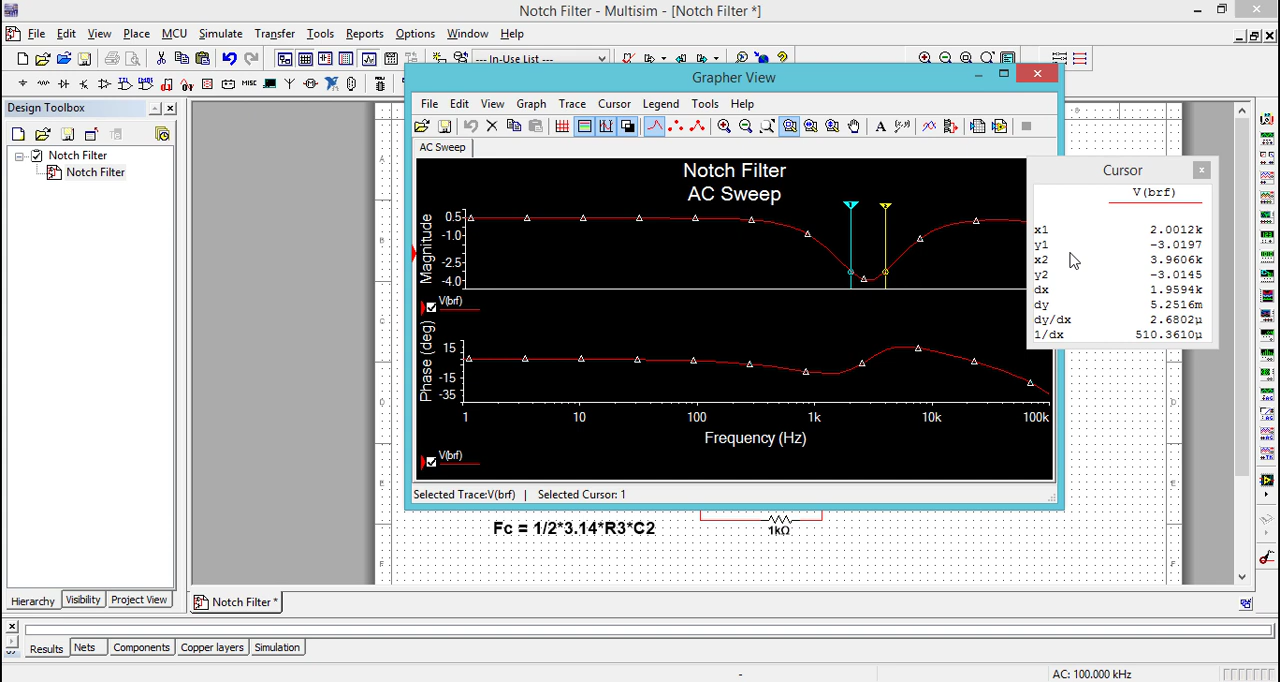 Notch Filter - Multisim - [Notch Filter *]
File Edit View Place MCU Simulate Transfer Tools Reports Options Window Help
--- In-Use List ---
MISC
Design Toolbox
Notch Filter
Notch Filter
Hierarchy Visibility Project View
Grapher View
File Edit View Graph Trace Cursor Legend Tools Help
AC Sweep
Notch Filter
AC Sweep
Magnitude
0.5
-1.0
-2.5
-4.0
1 2
V(brf)
Phase (deg)
15
-15
-35
1 10 100 1k 10k 100k
Frequency (Hz)
V(brf)
Selected Trace:V(brf) | Selected Cursor: 1
Cursor
V(brf)
x1 2.0012k
y1 -3.0197
x2 3.9606k
y2 -3.0145
dx 1.9594k
dy 5.2516m
dy/dx 2.6802µ
1/dx 510.3610µ
Fc = 1/2*3.14*R3*C2
1kΩ
Notch Filter *
Results Nets Components Copper layers Simulation
- AC: 100.000 kHz